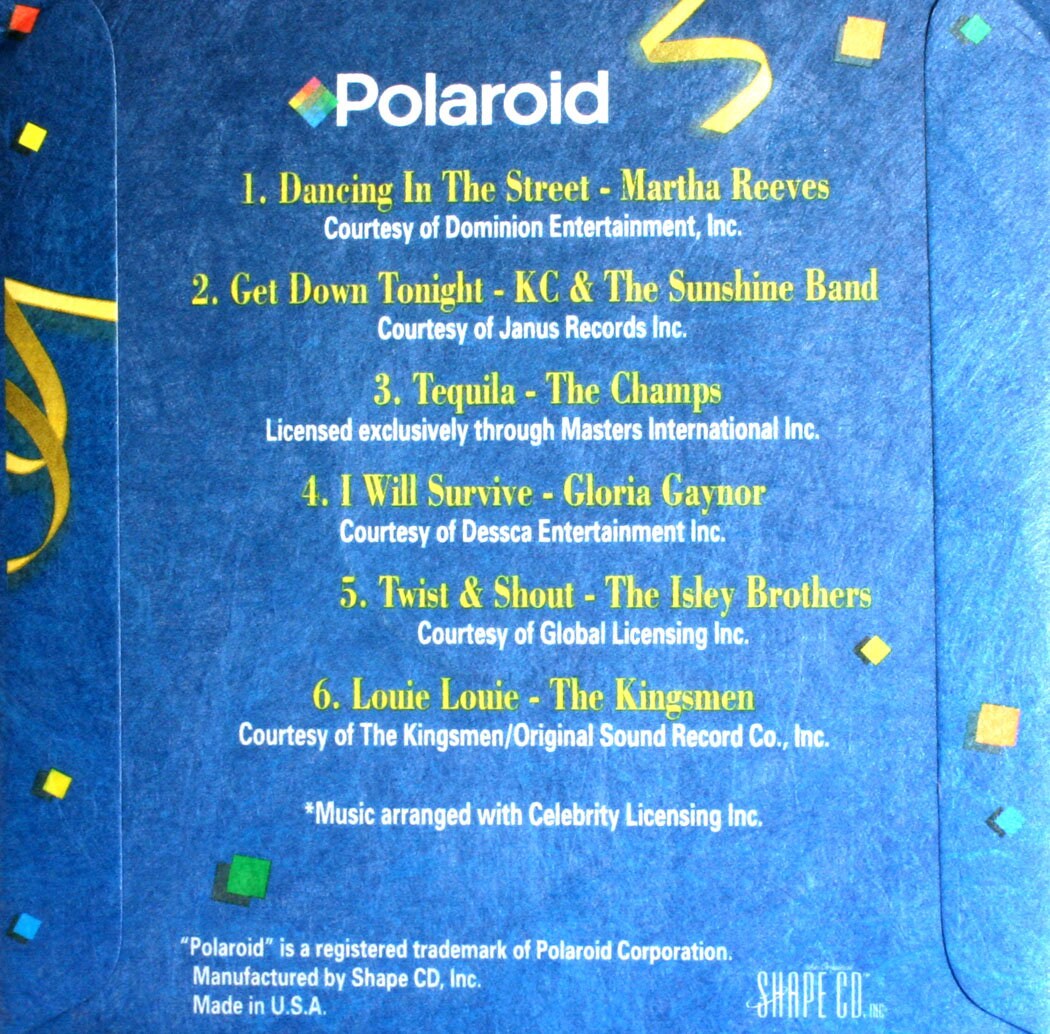 Polaroid
1. Dancing In The Street - Martha Reeves
Courtesy of Dominion Entertainment, Inc.
2. Get Down Tonight - KC & The Sunshine Band
Courtesy of Janus Records Inc.
3. Tequila - The Champs
Licensed exclusively through Masters International Inc.
4. I Will Survive - Gloria Gaynor
Courtesy of Dessca Entertainment Inc.
5. Twist & Shout - The Isley Brothers
Courtesy of Global Licensing Inc.
6. Louie Louie - The Kingsmen
Courtesy of The Kingsmen/Original Sound Record Co., Inc.
*Music arranged with Celebrity Licensing Inc.
"Polaroid" is a registered trademark of Polaroid Corporation.
Manufactured by Shape CD, Inc.
Made in U.S.A.
SHAPE CD, INC